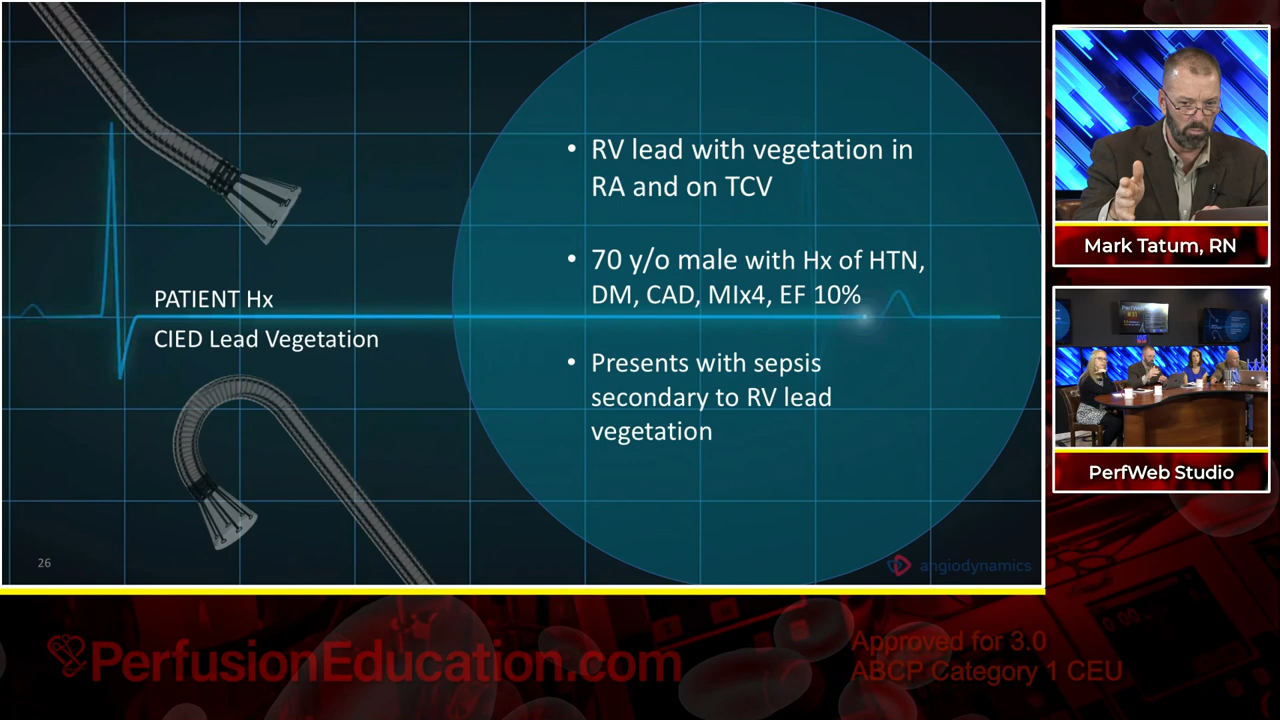 PATIENT Hx
CIED Lead Vegetation
• RV lead with vegetation in
RA and on TCV
• 70 y/o male with Hx of HTN,
DM, CAD, MIx4, EF 10%
• Presents with sepsis
secondary to RV lead
vegetation
26
angiodynamics
Mark Tatum, RN
PerfWeb Studio
PerfusionEducation.com
Approved for 3.0
ABCP Category 1 CEU